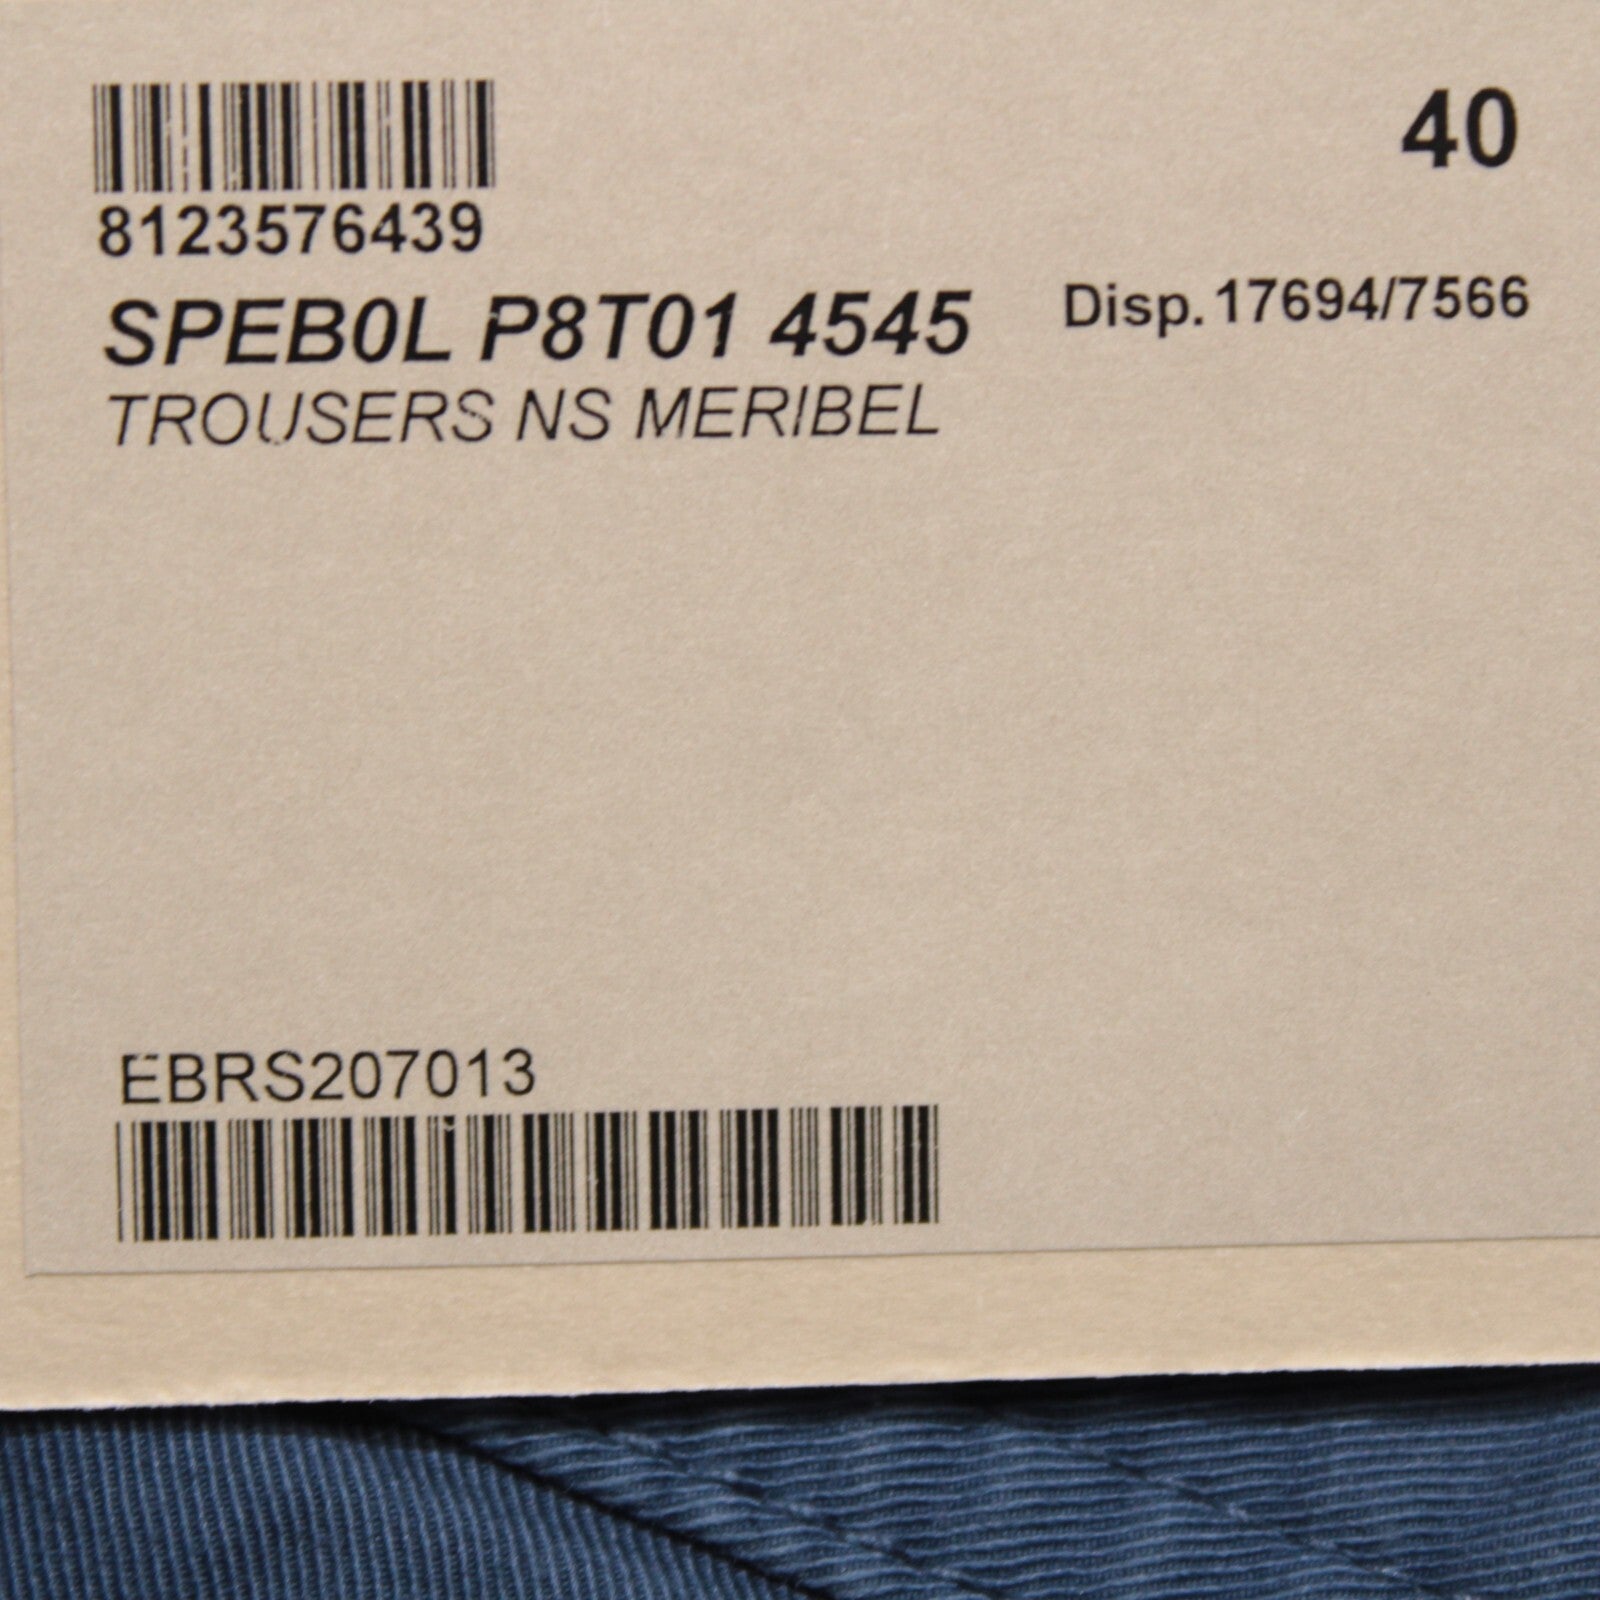 40
8123576439
SPEB0L P8T01 4545 Disp. 17694/7566
TROUSERS NS MERIBEL
EBRS207013